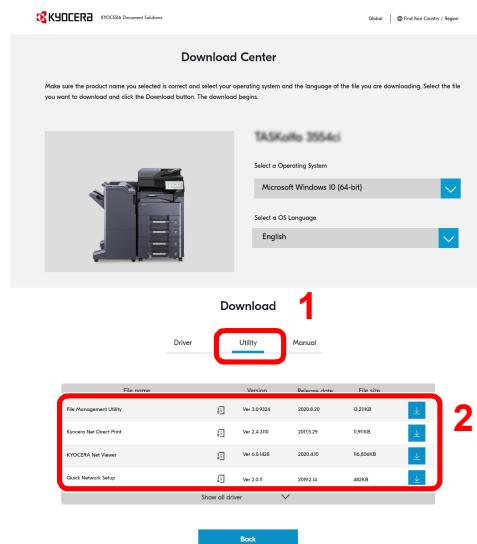 KYOCERA KYOCERA Document Solutions Global Find Your Country / Region
Download Center
Make sure the product name you selected is correct and select your operating system and the language of the file you are downloading. Select the file
you want to download and click the Download button. The download begins.
TASKalfa 3554ci
Select a Operating System
Microsoft Windows 10 (64-bit)
Select a OS Language
English
Download 1
Driver Utility Manual
File name Version Release date File size
File Management Utility Ver 3.0.9324 2020.8.20 13,211KB
Kyocera Net Direct Print Ver 2.4.3110 2017.5.29 11,911KB
KYOCERA Net Viewer Ver 6.0.1428 2020.4.10 116,806KB
Quick Network Setup Ver 2.0.11 2019.2.14 482KB
2
Show all driver
Back